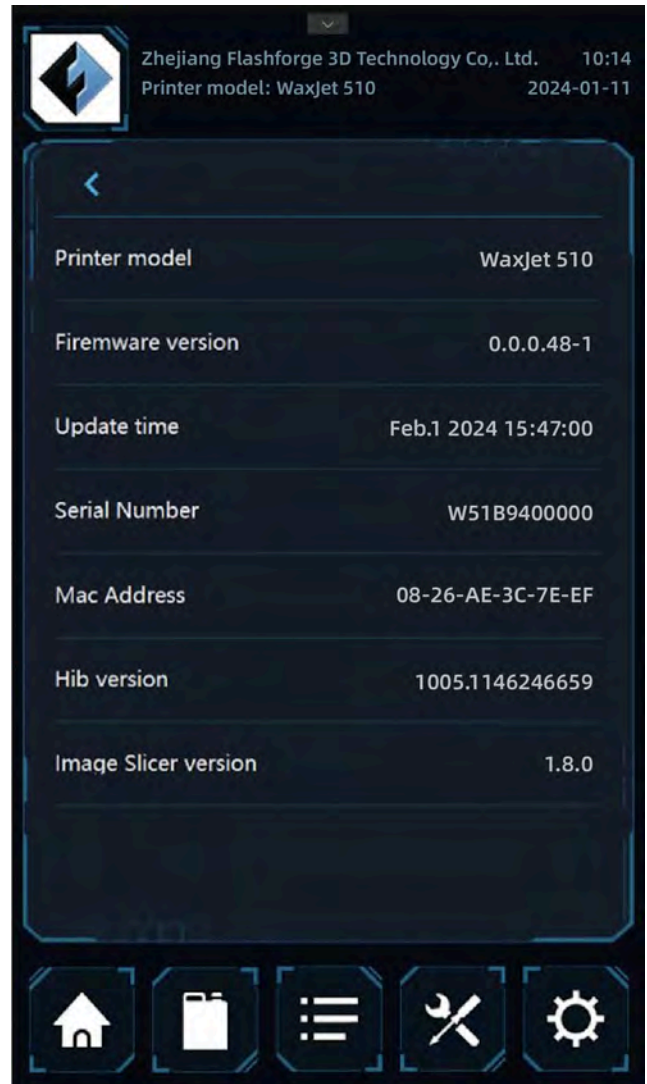 Zhejiang Flashforge 3D Technology Co,. Ltd. 10:14
Printer model: WaxJet 510 2024-01-11
Printer model WaxJet 510
Firemware version 0.0.0.48-1
Update time Feb.1 2024 15:47:00
Serial Number W51B9400000
Mac Address 08-26-AE-3C-7E-EF
Hib version 1005.1146246659
Image Slicer version 1.8.0